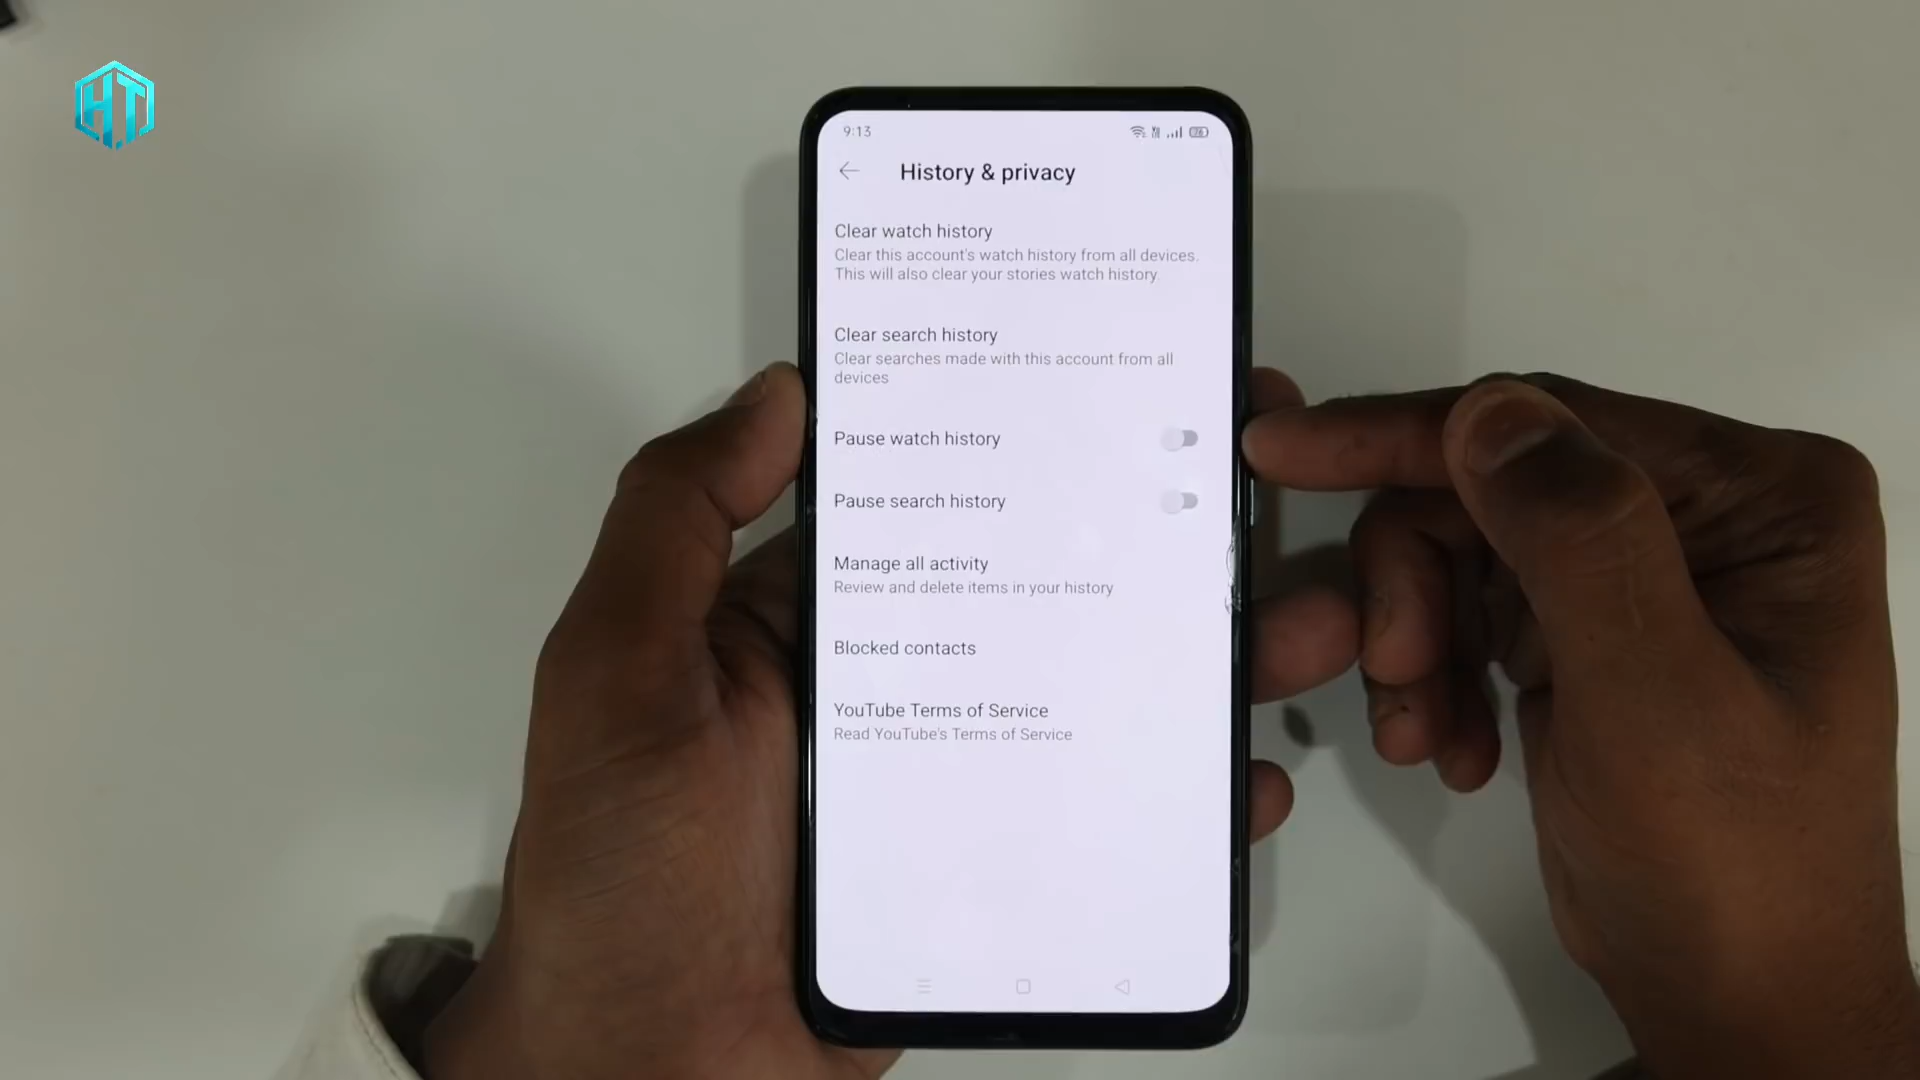 HT
9:13
76
History & privacy
Clear watch history
Clear this account's watch history from all devices.
This will also clear your stories watch history.
Clear search history
Clear searches made with this account from all
devices
Pause watch history
Pause search history
Manage all activity
Review and delete items in your history
Blocked contacts
YouTube Terms of Service
Read YouTube's Terms of Service